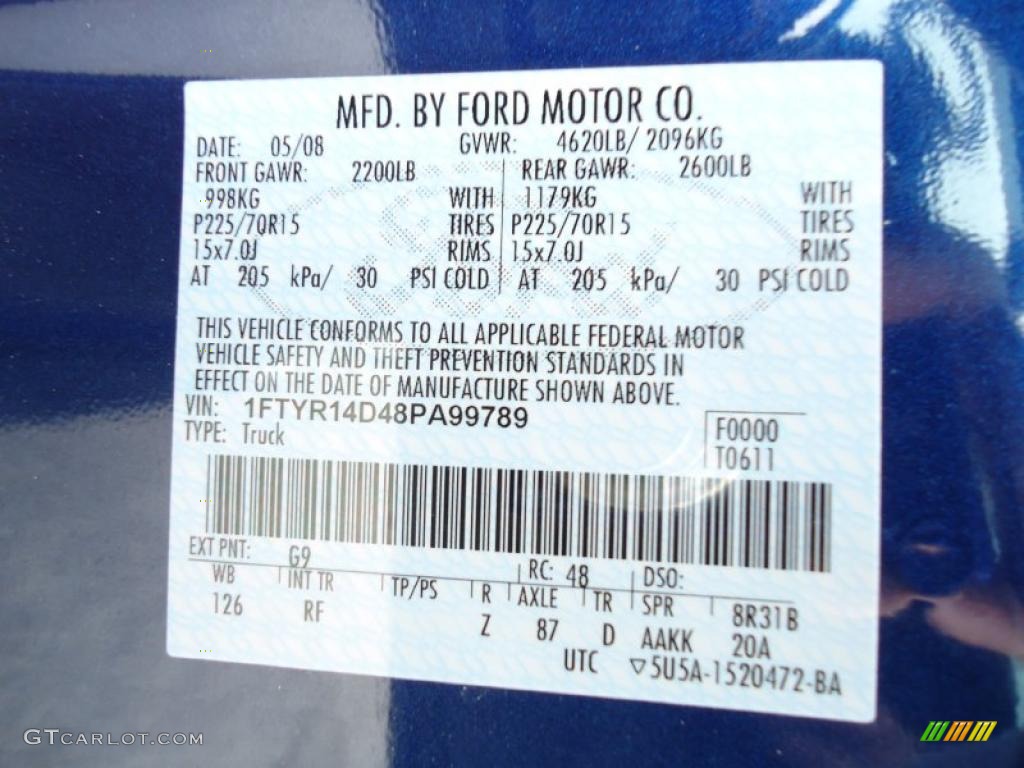 MFD. BY FORD MOTOR CO.
DATE: 05/08 GVWR: 4620LB/ 2096KG
FRONT GAWR: 2200LB REAR GAWR: 2600LB
998KG WITH 1179KG WITH
P225/70R15 TIRES P225/70R15 TIRES
15x7.0J RIMS 15x7.0J RIMS
AT 205 kPa/ 30 PSI COLD AT 205 kPa/ 30 PSI COLD
THIS VEHICLE CONFORMS TO ALL APPLICABLE FEDERAL MOTOR
VEHICLE SAFETY AND THEFT PREVENTION STANDARDS IN
EFFECT ON THE DATE OF MANUFACTURE SHOWN ABOVE.
VIN: 1FTYR14D48PA99789
TYPE: Truck
F0000
T0611
EXT PNT: G9 RC: 48 DSO:
WB INT TR TP/PS R AXLE TR SPR 8R31B
126 RF Z 87 D AAKK 20A
UTC ▽5U5A-1520472-BA
GTCARLOT.COM